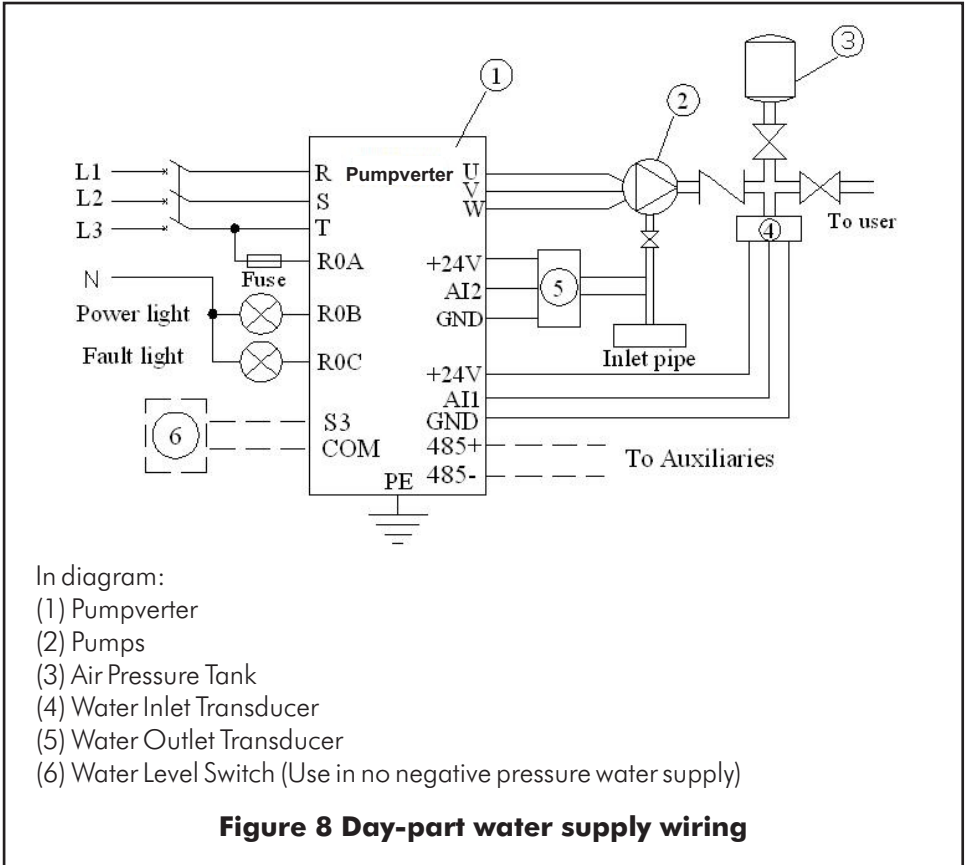 ①
②
③
L1
L2
L3
N
Power light
Fault light
Fuse
R Pumpverter U
S V
T W
R0A +24V
R0B AI2
R0C GND
⑤
Inlet pipe
④
To user
+24V
AI1
S3 GND
COM 485+
PE 485-
⑥
To Auxiliaries
In diagram:
(1) Pumpverter
(2) Pumps
(3) Air Pressure Tank
(4) Water Inlet Transducer
(5) Water Outlet Transducer
(6) Water Level Switch (Use in no negative pressure water supply)
Figure 8 Day-part water supply wiring